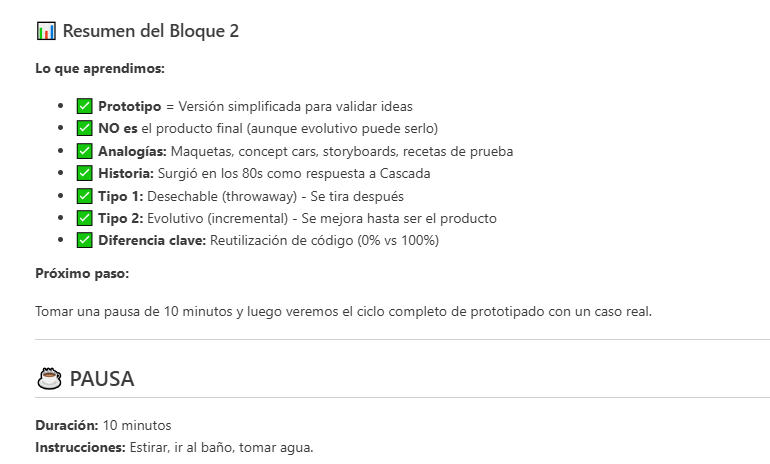 📊 Resumen del Bloque 2
Lo que aprendimos:
• ✅ Prototipo = Versión simplificada para validar ideas
• ✅ NO es el producto final (aunque evolutivo puede serlo)
• ✅ Analogías: Maquetas, concept cars, storyboards, recetas de prueba
• ✅ Historia: Surgió en los 80s como respuesta a Cascada
• ✅ Tipo 1: Desechable (throwaway) - Se tira después
• ✅ Tipo 2: Evolutivo (incremental) - Se mejora hasta ser el producto
• ✅ Diferencia clave: Reutilización de código (0% vs 100%)
Próximo paso:
Tomar una pausa de 10 minutos y luego veremos el ciclo completo de prototipado con un caso real.
☕ PAUSA
Duración: 10 minutos
Instrucciones: Estirar, ir al baño, tomar agua.